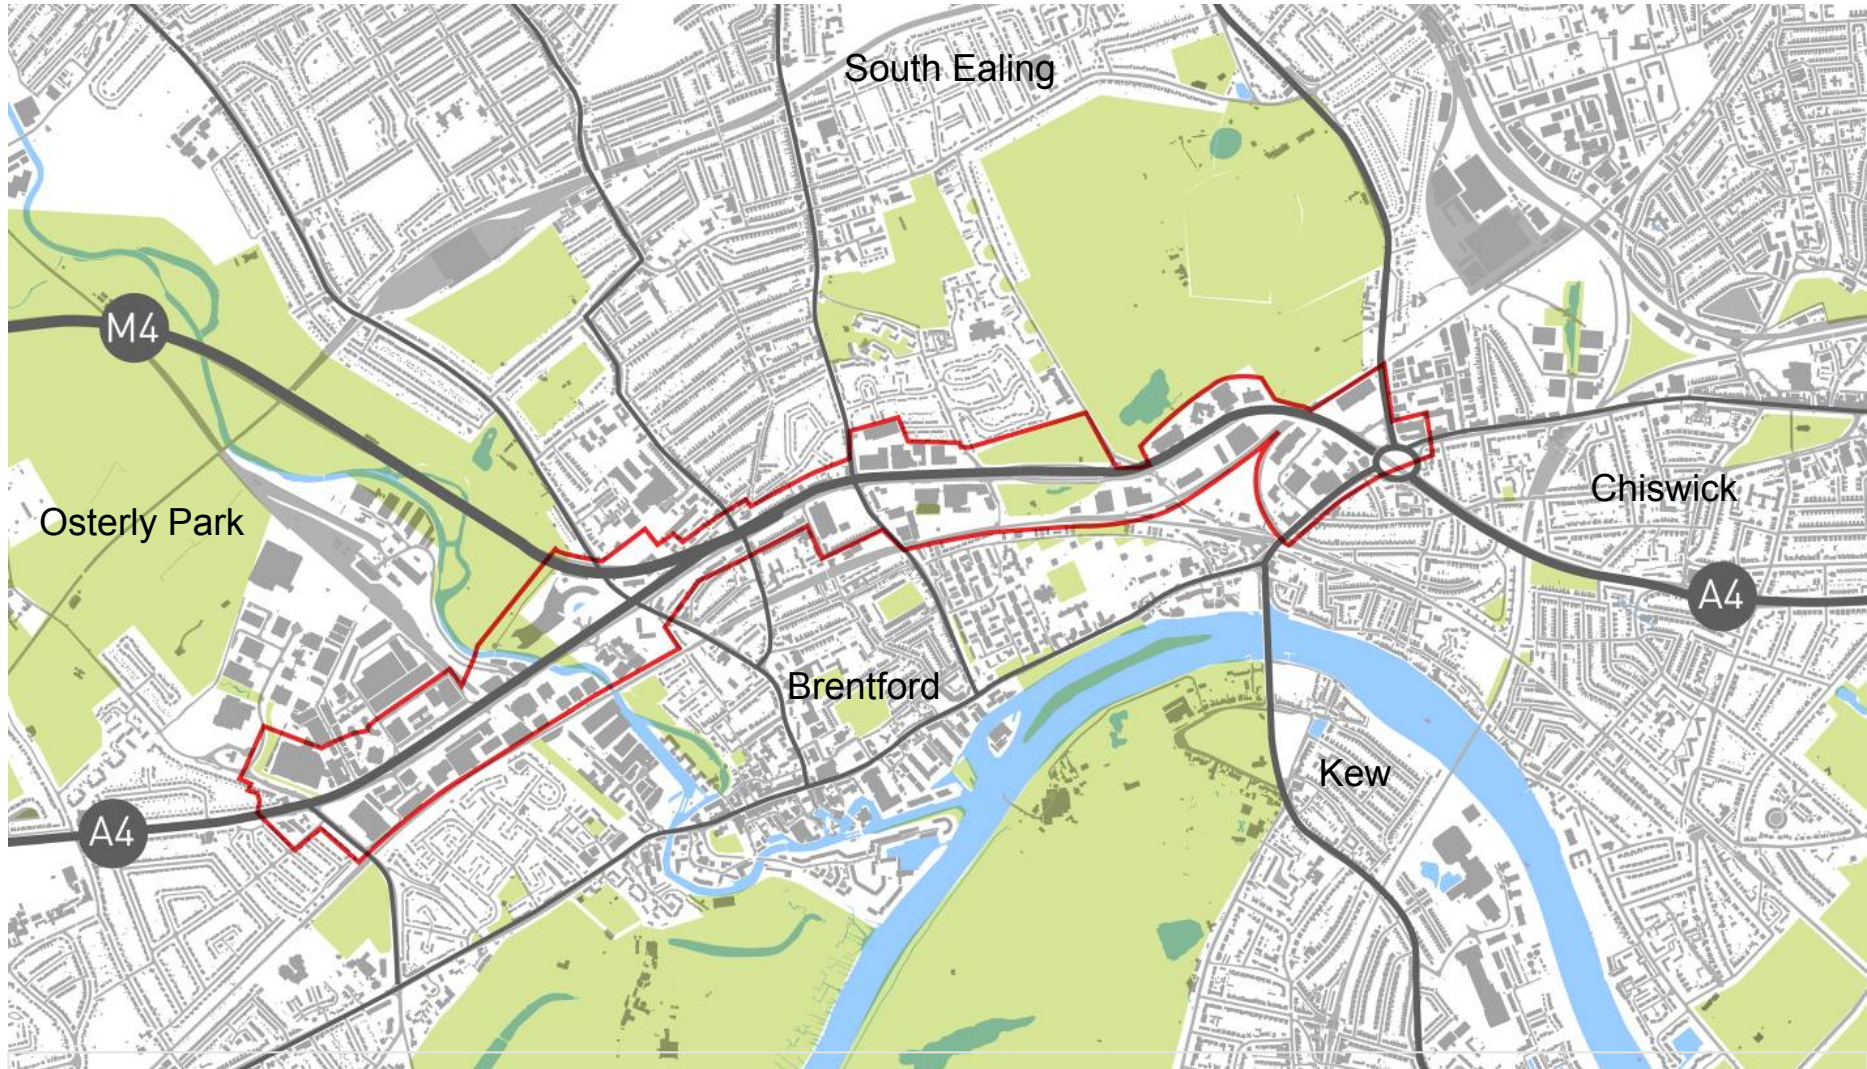 South Ealing
M4
Chiswick
Osterly Park
A4
Brentford
Kew
A4